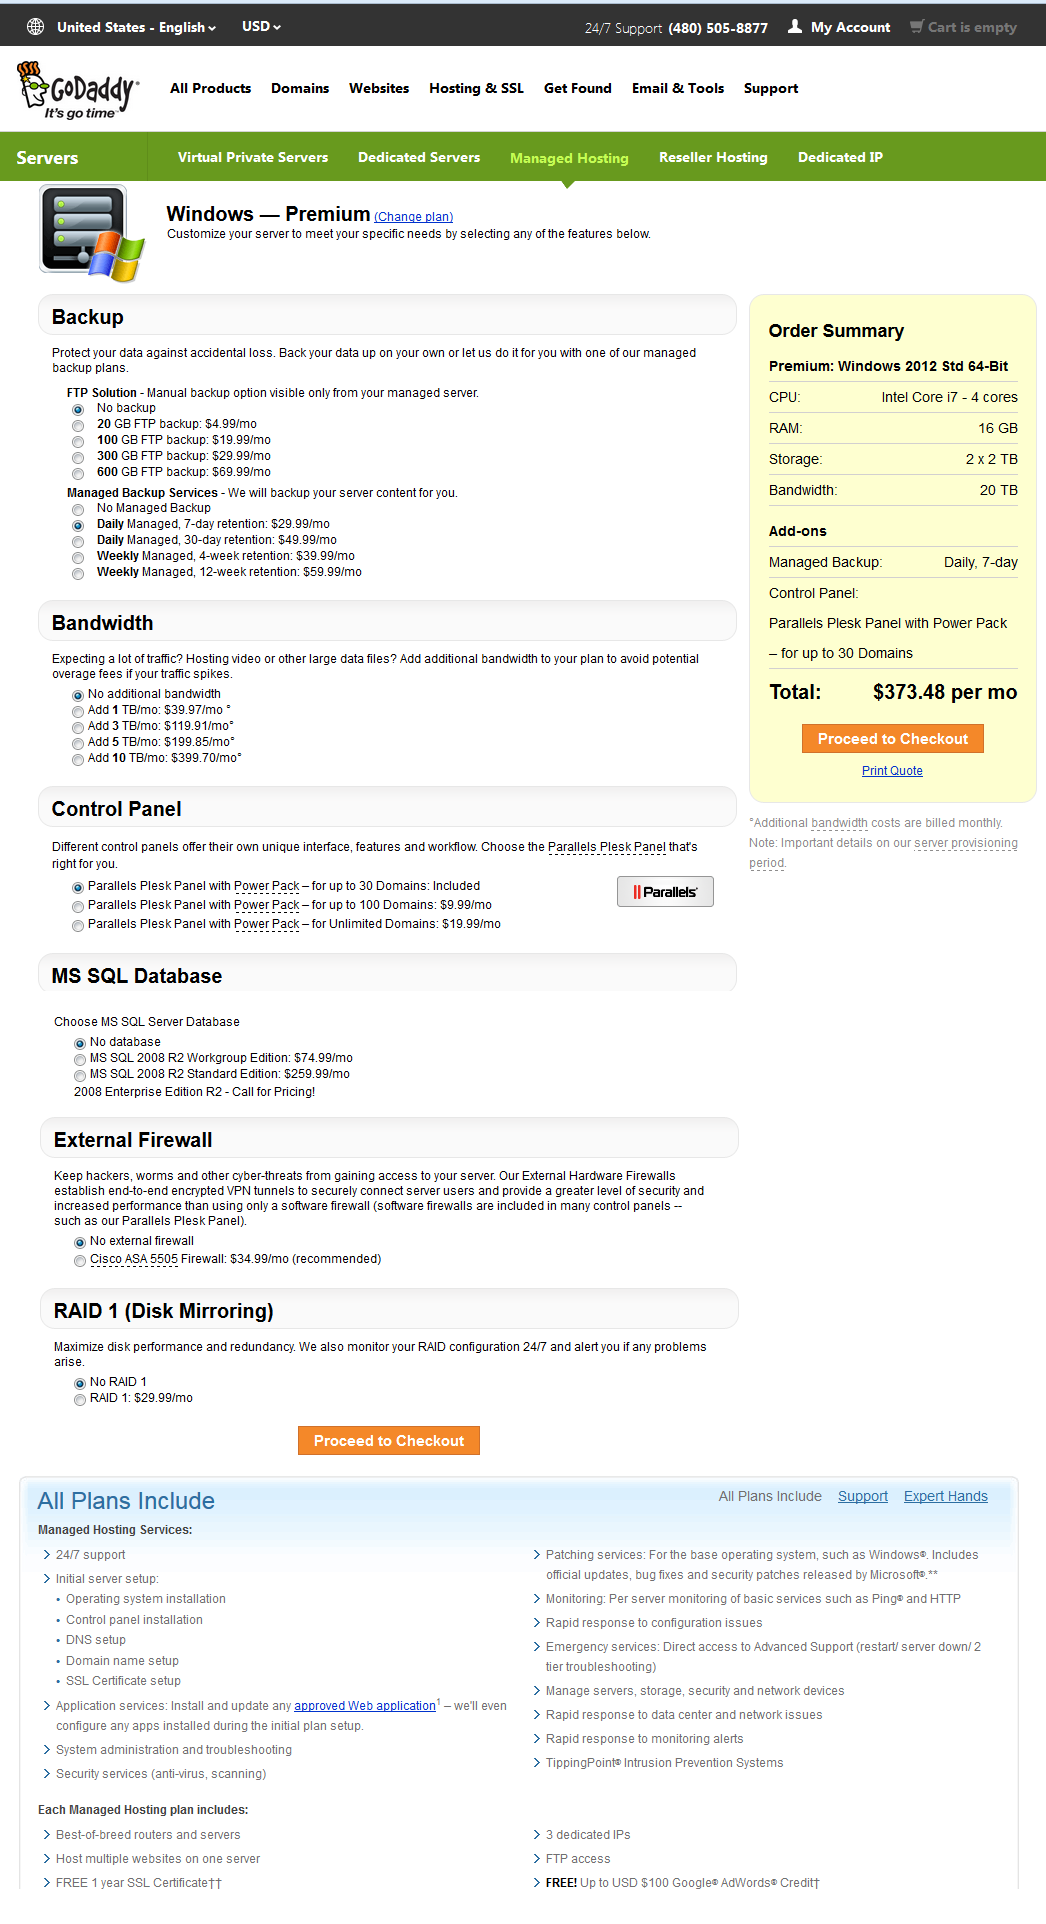 United States - English
USD
24/7 Support (480) 505-8877
My Account
Cart is empty
GoDaddy
It's go time™
All Products
Domains
Websites
Hosting & SSL
Get Found
Email & Tools
Support
Servers
Virtual Private Servers
Dedicated Servers
Managed Hosting
Reseller Hosting
Dedicated IP
Windows — Premium (Change plan)
Customize your server to meet your specific needs by selecting any of the features below.
Backup
Protect your data against accidental loss. Back your data up on your own or let us do it for you with one of our managed
backup plans.
FTP Solution - Manual backup option visible only from your managed server.
No backup
20 GB FTP backup: $4.99/mo
100 GB FTP backup: $19.99/mo
300 GB FTP backup: $29.99/mo
600 GB FTP backup: $69.99/mo
Managed Backup Services - We will backup your server content for you.
No Managed Backup
Daily Managed, 7-day retention: $29.99/mo
Daily Managed, 30-day retention: $49.99/mo
Weekly Managed, 4-week retention: $39.99/mo
Weekly Managed, 12-week retention: $59.99/mo
Bandwidth
Expecting a lot of traffic? Hosting video or other large data files? Add additional bandwidth to your plan to avoid potential
overage fees if your traffic spikes.
No additional bandwidth
Add 1 TB/mo: $39.97/mo °
Add 3 TB/mo: $119.91/mo°
Add 5 TB/mo: $199.85/mo°
Add 10 TB/mo: $399.70/mo°
Control Panel
Different control panels offer their own unique interface, features and workflow. Choose the Parallels Plesk Panel that's
right for you.
Parallels Plesk Panel with Power Pack – for up to 30 Domains: Included
Parallels Plesk Panel with Power Pack – for up to 100 Domains: $9.99/mo
Parallels Plesk Panel with Power Pack – for Unlimited Domains: $19.99/mo
Parallels
MS SQL Database
Choose MS SQL Server Database
No database
MS SQL 2008 R2 Workgroup Edition: $74.99/mo
MS SQL 2008 R2 Standard Edition: $259.99/mo
2008 Enterprise Edition R2 - Call for Pricing!
External Firewall
Keep hackers, worms and other cyber-threats from gaining access to your server. Our External Hardware Firewalls
establish end-to-end encrypted VPN tunnels to securely connect server users and provide a greater level of security and
increased performance than using only a software firewall (software firewalls are included in many control panels --
such as our Parallels Plesk Panel).
No external firewall
Cisco ASA 5505 Firewall: $34.99/mo (recommended)
RAID 1 (Disk Mirroring)
Maximize disk performance and redundancy. We also monitor your RAID configuration 24/7 and alert you if any problems
arise.
No RAID 1
RAID 1: $29.99/mo
Proceed to Checkout
Order Summary
Premium: Windows 2012 Std 64-Bit
CPU: Intel Core i7 - 4 cores
RAM: 16 GB
Storage: 2 x 2 TB
Bandwidth: 20 TB
Add-ons
Managed Backup: Daily, 7-day
Control Panel:
Parallels Plesk Panel with Power Pack
– for up to 30 Domains
Total: $373.48 per mo
Proceed to Checkout
Print Quote
°Additional bandwidth costs are billed monthly.
Note: Important details on our server provisioning
period.
All Plans Include
All Plans Include
Support
Expert Hands
Managed Hosting Services:
24/7 support
Initial server setup:
• Operating system installation
• Control panel installation
• DNS setup
• Domain name setup
• SSL Certificate setup
Application services: Install and update any approved Web application¹ – we'll even
configure any apps installed during the initial plan setup.
System administration and troubleshooting
Security services (anti-virus, scanning)
Patching services: For the base operating system, such as Windows®. Includes
official updates, bug fixes and security patches released by Microsoft®.**
Monitoring: Per server monitoring of basic services such as Ping® and HTTP
Rapid response to configuration issues
Emergency services: Direct access to Advanced Support (restart/ server down/ 2
tier troubleshooting)
Manage servers, storage, security and network devices
Rapid response to data center and network issues
Rapid response to monitoring alerts
TippingPoint® Intrusion Prevention Systems
Each Managed Hosting plan includes:
Best-of-breed routers and servers
Host multiple websites on one server
FREE 1 year SSL Certificate††
3 dedicated IPs
FTP access
FREE! Up to USD $100 Google® AdWords® Credit†